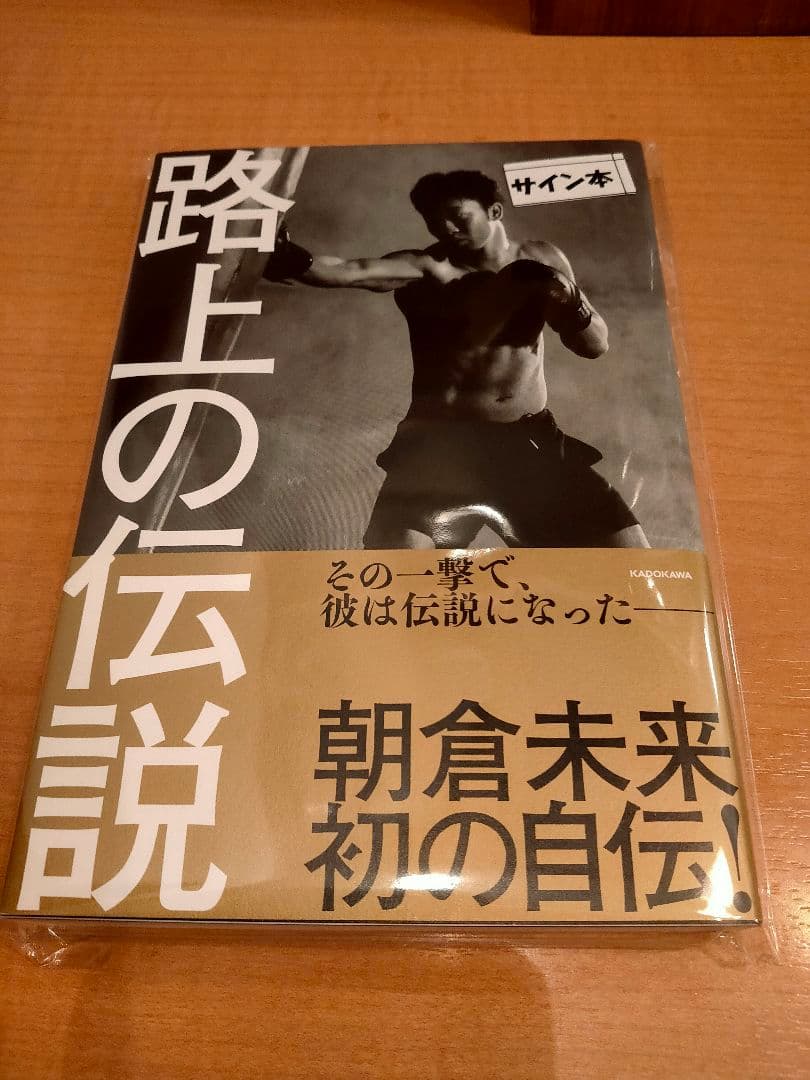 路上の伝説
サイン本
その一撃で、
彼は伝説になった——
KADOKAWA
朝倉未来
初の自伝!